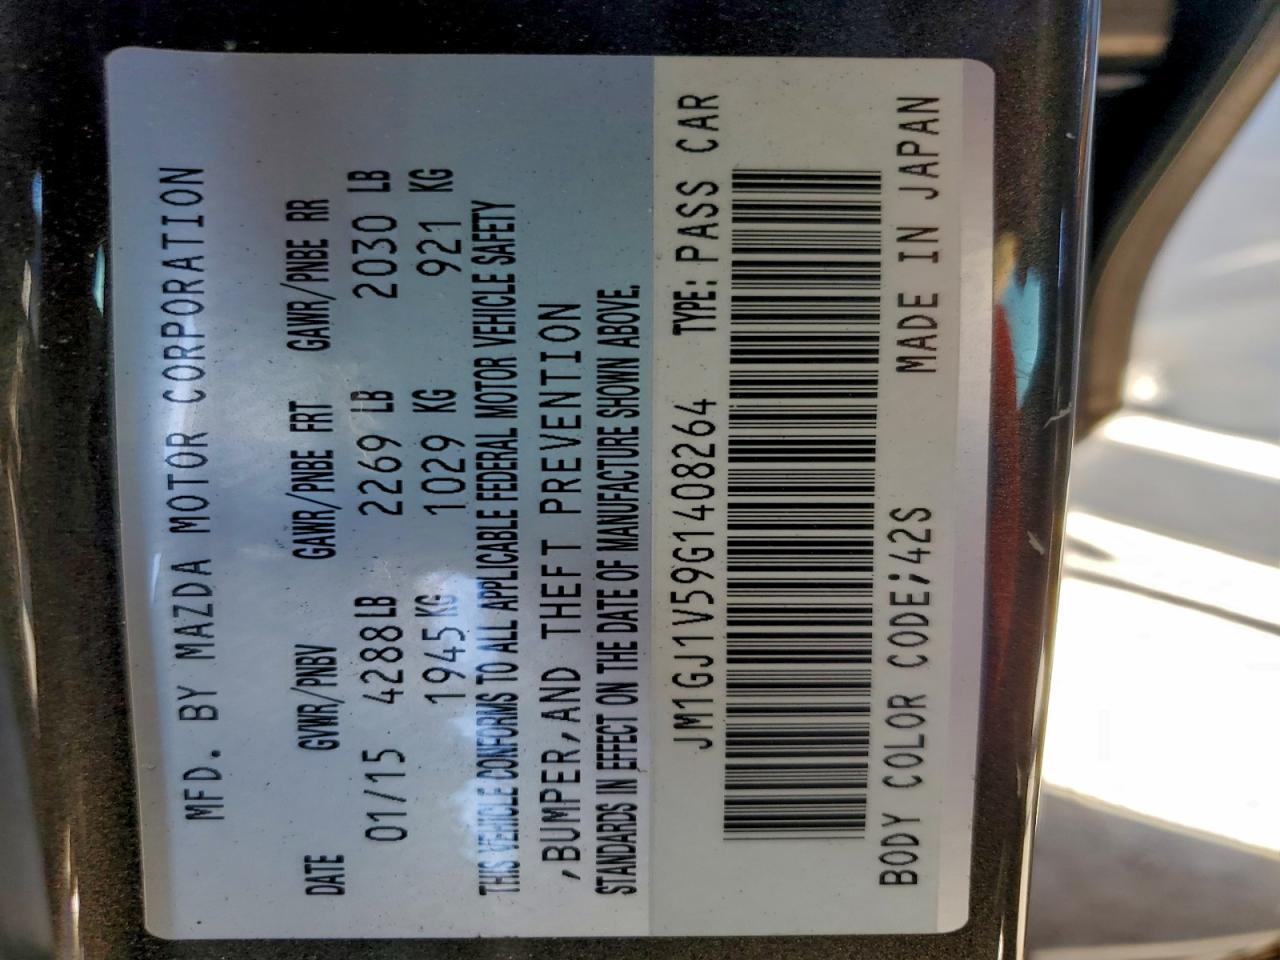 MFD. BY MAZDA MOTOR CORPORATION
DATE GVWR/PNBV GAWR/PNBE FRT GAWR/PNBE RR
01/15 4288LB 2269 LB 2030 LB
1945KG 1029 KG 921 KG
THIS VEHICLE CONFORMS TO ALL APPLICABLE FEDERAL MOTOR VEHICLE SAFETY
,BUMPER,AND THEFT PREVENTION
STANDARDS IN EFFECT ON THE DATE OF MANUFACTURE SHOWN ABOVE.
JM1GJ1V59G1408264 TYPE: PASS CAR
BODY COLOR CODE;42S MADE IN JAPAN